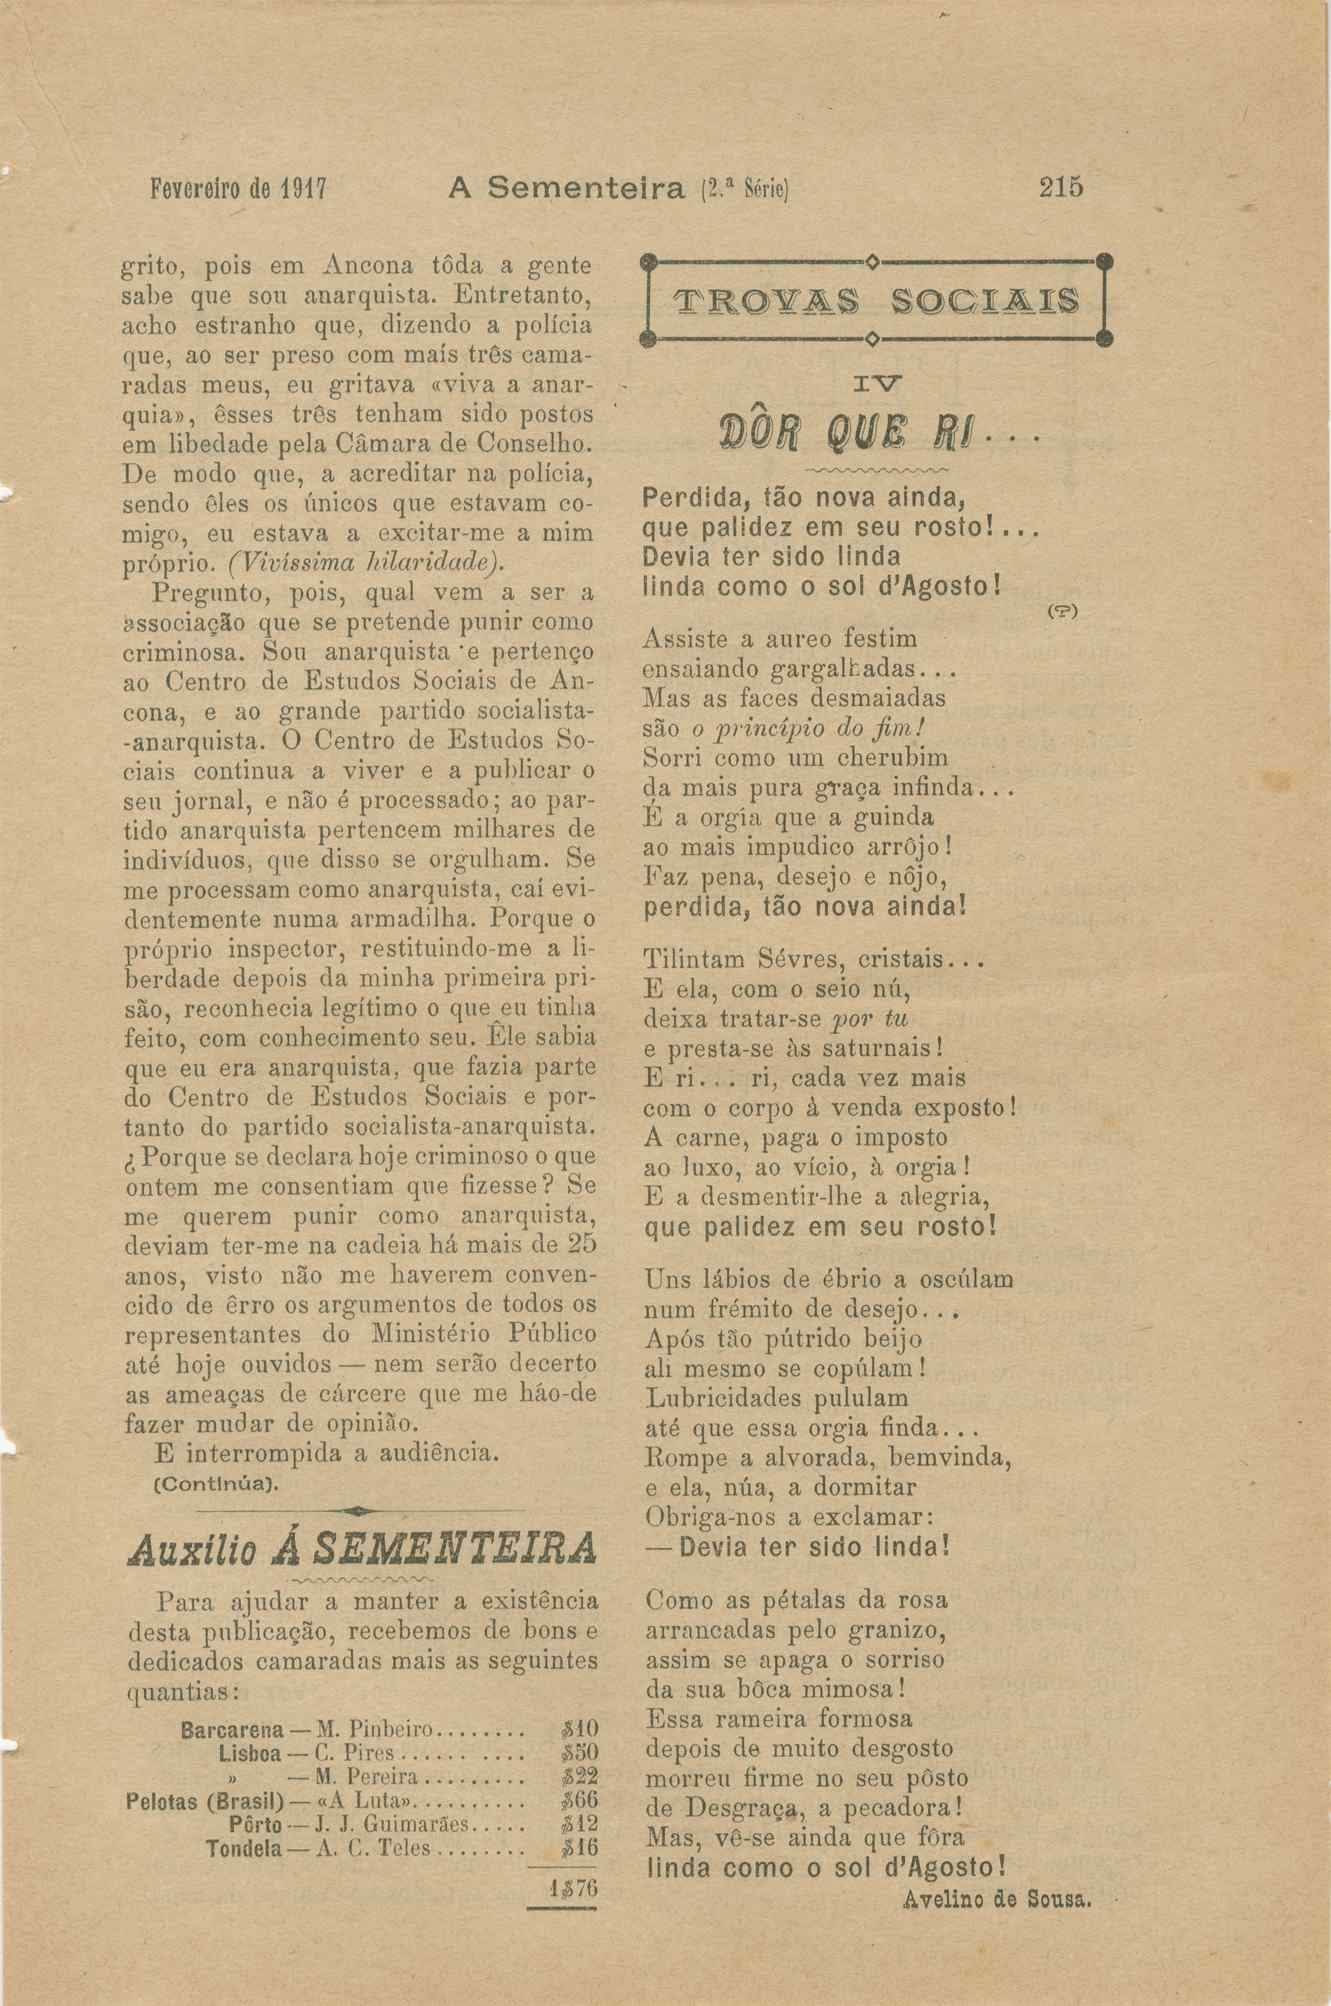 Fevereiro de 1917 A Sementeira (2.ª Série) 215
grito, pois em Ancona tôda a gente
sabe que sou anarquista. Entretanto,
acho estranho que, dizendo a polícia
que, ao ser preso com mais três cama-
radas meus, eu gritava «viva a anar-
quia», êsses três tenham sido postos
em libedade pela Câmara de Conselho.
De modo que, a acreditar na polícia,
sendo êles os únicos que estavam co-
migo, eu estava a excitar-me a mim
próprio. (Vivíssima hilaridade).
Pregunto, pois, qual vem a ser a
associação que se pretende punir como
criminosa. Sou anarquista e pertenço
ao Centro de Estudos Sociais de An-
cona, e ao grande partido socialista-
-anarquista. O Centro de Estudos So-
ciais continua a viver e a publicar o
seu jornal, e não é processado; ao par-
tido anarquista pertencem milhares de
indivíduos, que disso se orgulham. Se
me processam como anarquista, caí evi-
dentemente numa armadilha. Porque o
próprio inspector, restituindo-me a li-
berdade depois da minha primeira pri-
são, reconhecia legítimo o que eu tinha
feito, com conhecimento seu. Êle sabia
que eu era anarquista, que fazia parte
do Centro de Estudos Sociais e por-
tanto do partido socialista-anarquista.
¿Porque se declara hoje criminoso o que
ontem me consentiam que fizesse? Se
me querem punir como anarquista,
deviam ter-me na cadeia há mais de 25
anos, visto não me haverem conven-
cido de êrro os argumentos de todos os
representantes do Ministério Público
até hoje ouvidos — nem serão decerto
as ameaças de cárcere que me hão-de
fazer mudar de opinião.
E interrompida a audiência.
(Continúa).
Auxílio Á SEMENTEIRA
Para ajudar a manter a existência
desta publicação, recebemos de bons e
dedicados camaradas mais as seguintes
quantias:
Barcarena — M. Pinheiro........ $10
Lisboa — C. Pires........... $50
» — M. Pereira......... $22
Pelotas (Brasil) — «A Luta».......... $66
Pôrto — J. J. Guimarães..... $12
Tondela — A. C. Teles........ $16
1$76
TROVAS SOCIAIS
IV
DÔR QUE RI...
Perdida, tão nova ainda,
que palidez em seu rosto!...
Devia ter sido linda
linda como o sol d'Agosto!
(?)
Assiste a aureo festim
ensaiando gargalhadas...
Mas as faces desmaiadas
são o princípio do fim!
Sorri como um cherubim
da mais pura graça infinda...
É a orgía que a guinda
ao mais impudico arrôjo!
Faz pena, desejo e nôjo,
perdida, tão nova ainda!
Tilintam Sévres, cristais...
E ela, com o seio nú,
deixa tratar-se por tu
e presta-se às saturnais!
E ri... ri, cada vez mais
com o corpo à venda exposto!
A carne, paga o imposto
ao luxo, ao vício, à orgia!
E a desmentir-lhe a alegria,
que palidez em seu rosto!
Uns lábios de ébrio a oscúlam
num frémito de desejo...
Após tão pútrido beijo
ali mesmo se copúlam!
Lubricidades pululam
até que essa orgia finda...
Rompe a alvorada, bemvinda,
e ela, núa, a dormitar
Obriga-nos a exclamar:
— Devia ter sido linda!
Como as pétalas da rosa
arrancadas pelo granizo,
assim se apaga o sorriso
da sua bôca mimosa!
Essa rameira formosa
depois de muito desgosto
morreu firme no seu pôsto
de Desgraça, a pecadora!
Mas, vê-se ainda que fôra
linda como o sol d'Agosto!
Avelino de Sousa.